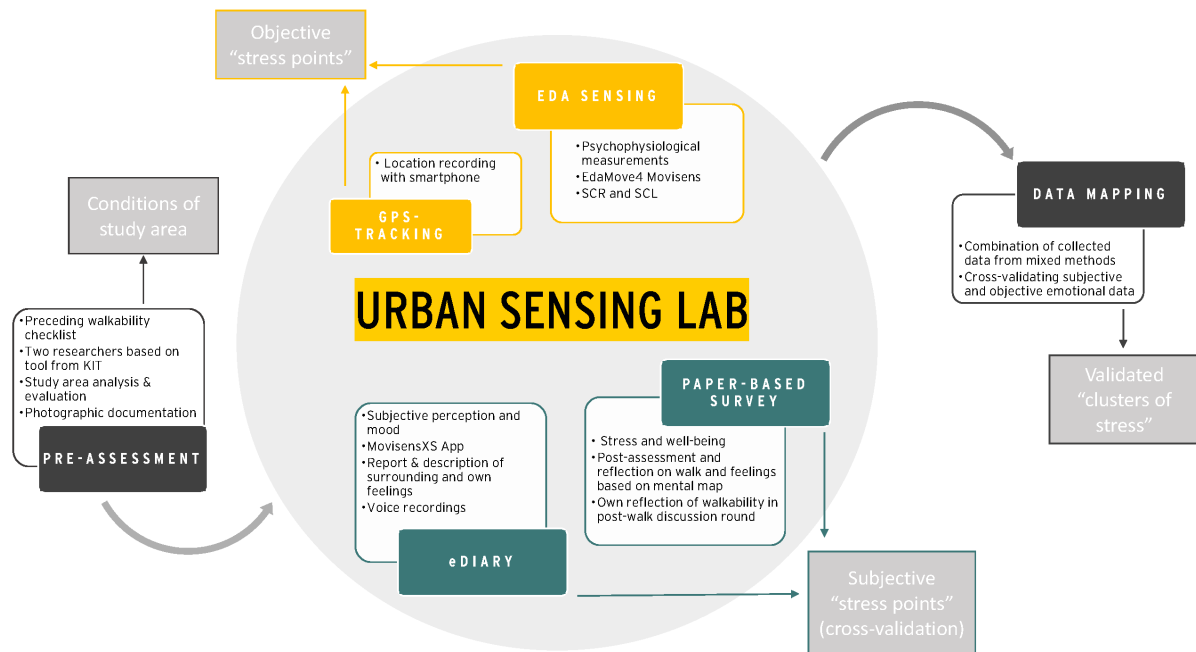 Objective
“stress points”
EDA SENSING
•Psychophysiological
measurements
•EdaMove4 Movisens
•SCR and SCL
• Location recording
with smartphone
GPS-
TRACKING
Conditions of
study area
•Preceding walkability
checklist
•Two researchers based on
tool from KIT
•Study area analysis &
evaluation
•Photographic documentation
PRE-ASSESSMENT
URBAN SENSING LAB
•Subjective perception and
mood
•MovisensXS App
•Report & description of
surrounding and own
feelings
•Voice recordings
eDIARY
PAPER-BASED
SURVEY
• Stress and well-being
•Post-assessment and
reflection on walk and feelings
based on mental map
•Own reflection of walkability in
post-walk discussion round
Subjective
“stress points”
(cross-validation)
DATA MAPPING
•Combination of collected
data from mixed methods
•Cross-validating subjective
and objective emotional data
Validated
“clusters of
stress”